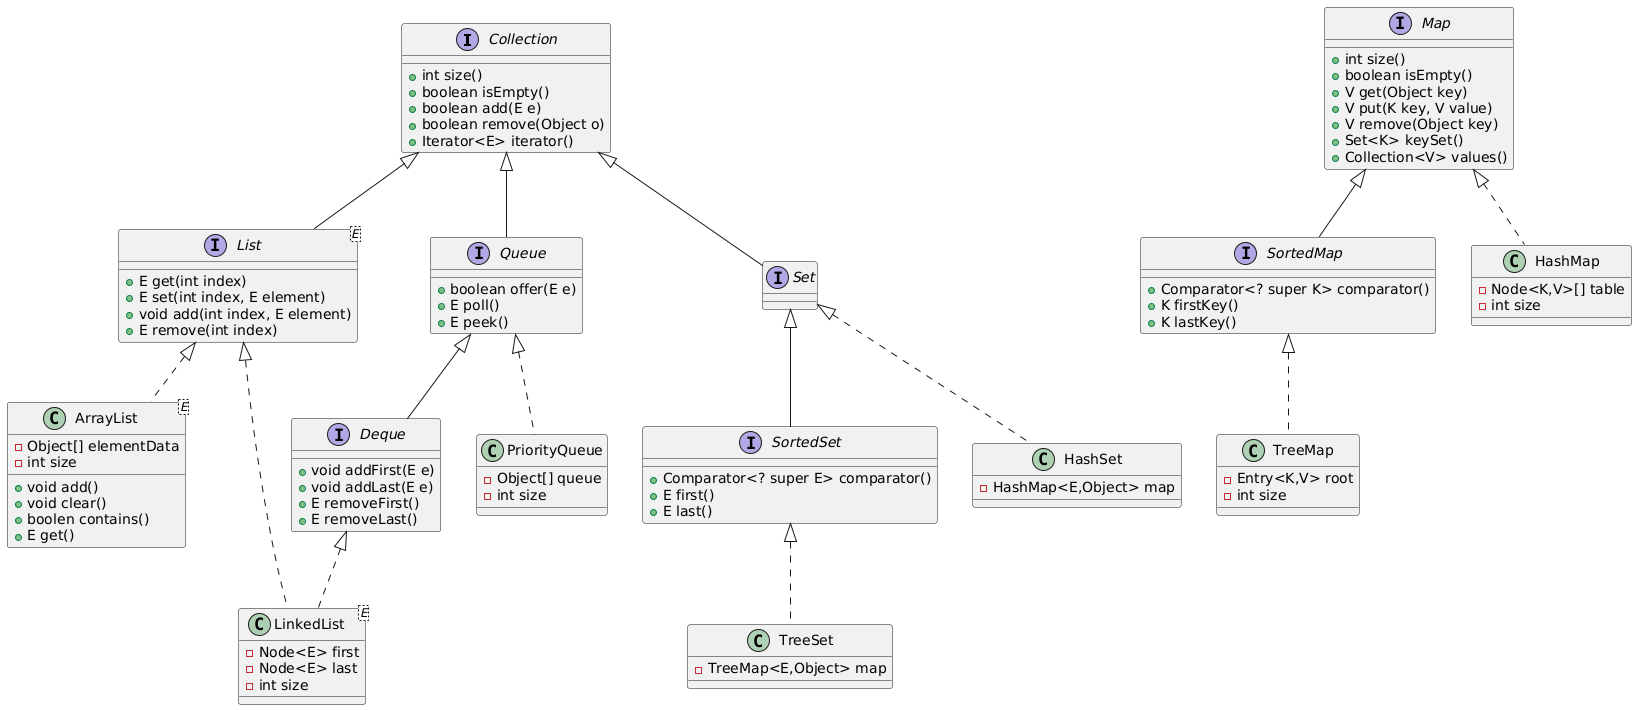 I Collection
int size()
boolean isEmpty()
boolean add(E e)
boolean remove(Object o)
Iterator<E> iterator()
I Map
int size()
boolean isEmpty()
V get(Object key)
V put(K key, V value)
V remove(Object key)
Set<K> keySet()
Collection<V> values()
I List E
E get(int index)
E set(int index, E element)
void add(int index, E element)
E remove(int index)
I Queue
boolean offer(E e)
E poll()
E peek()
I Set
I SortedMap
Comparator<? super K> comparator()
K firstKey()
K lastKey()
C HashMap
Node<K,V>[] table
int size
C ArrayList E
Object[] elementData
int size
void add()
void clear()
boolen contains()
E get()
I Deque
void addFirst(E e)
void addLast(E e)
E removeFirst()
E removeLast()
C PriorityQueue
Object[] queue
int size
I SortedSet
Comparator<? super E> comparator()
E first()
E last()
C HashSet
HashMap<E,Object> map
C TreeMap
Entry<K,V> root
int size
C LinkedList E
Node<E> first
Node<E> last
int size
C TreeSet
TreeMap<E,Object> map